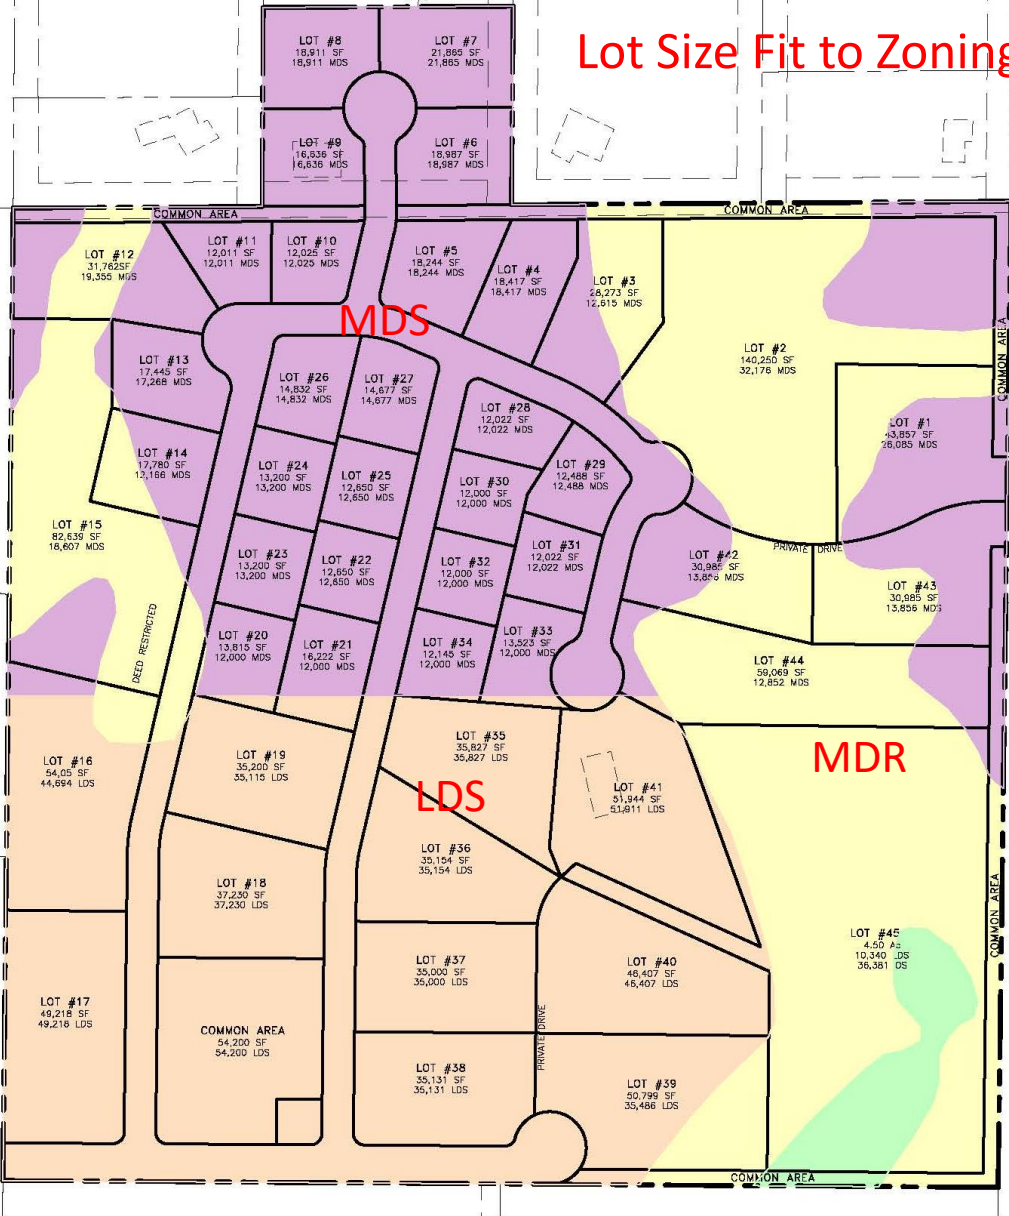 Lot Size Fit to Zoning
LOT #8
18,911 SF
18,911 MDS
LOT #7
21,865 SF
21,865 MDS
LOT #9
16,636 SF
16,636 MDS
LOT #6
18,987 SF
18,987 MDS
COMMON AREA
COMMON AREA
LOT #12
31,762SF
19,355 MDS
LOT #11
12,011 SF
12,011 MDS
LOT #10
12,025 SF
12,025 MDS
LOT #5
18,244 SF
18,244 MDS
LOT #4
18,417 SF
18,417 MDS
LOT #3
28,273 SF
12,615 MDS
MDS
LOT #2
140,250 SF
32,176 MDS
COMMON AREA
LOT #13
17,445 SF
17,268 MDS
LOT #26
14,832 SF
14,832 MDS
LOT #27
14,677 SF
14,677 MDS
LOT #28
12,022 SF
12,022 MDS
LOT #1
43,857 SF
26,085 MDS
LOT #14
17,780 SF
MDS
LOT #24
13,200 SF
13,200 MDS
LOT #25
12,650 SF
12,650 MDS
LOT #30
12,000 SF
12,000 MDS
LOT #29
12,488 SF
12,488 MDS
LOT #15
82,639 SF
18,607 MDS
LOT #23
13,200 SF
13,200 MDS
LOT #22
12,650 SF
12,650 MDS
LOT #32
12,000 SF
12,000 MDS
LOT #31
12,022 SF
12,022 MDS
LOT #42
30,985 SF
13,856 MDS
PRIVATE DRIVE
LOT #43
30,985 SF
13,856 MDS
DEED RESTRICTED
LOT #20
13,815 SF
12,000 MDS
LOT #21
16,222 SF
12,000 MDS
LOT #34
12,145 SF
12,000 MDS
LOT #33
13,523 SF
12,000 MDS
LOT #44
59,069 SF
12,852 MDS
LOT #16
54,05 SF
44,694 LDS
LOT #19
35,200 SF
35,115 LDS
LOT #35
35,827 SF
35,827 LDS
MDR
LDS
LOT #41
51,944 SF
51,911 LDS
LOT #36
35,154 SF
35,154 LDS
LOT #18
37,230 SF
37,230 LDS
COMMON AREA
LOT #45
4.50
10,340 LDS
36,381
LOT #37
35,000 SF
35,000 LDS
LOT #40
46,407 SF
46,407 LDS
LOT #17
49,218 SF
49,218 LDS
COMMON AREA
54,200 SF
54,200 LDS
PRIVATE DRIVE
LOT #38
35,131 SF
35,131 LDS
LOT #39
50,799 SF
35,486 LDS
COMMON AREA